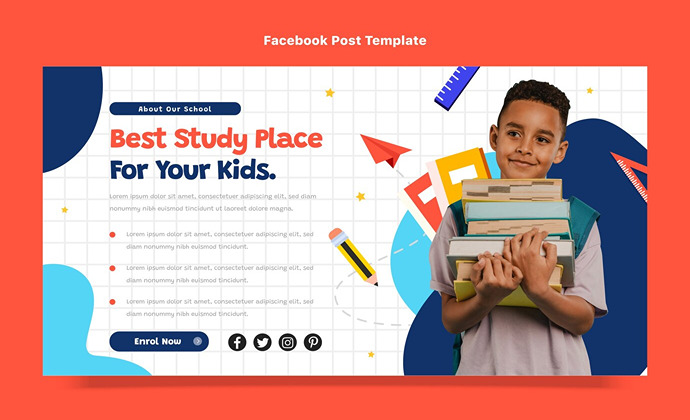 Facebook Post Template
About Our School
Best Study Place
For Your Kids.
Lorem ipsum dolor sit amet, consectetuer adipiscing elit, sed diam
nonummy nibh euismod tincidunt ut laoreet dolore magna.
Lorem ipsum dolor sit amet, consectetuer adipiscing elit, sed
nonummy nibh euismod tincidunt.
Lorem ipsum dolor sit amet, consectetuer adipiscing elit, sed
nonummy nibh euismod tincidunt.
Lorem ipsum dolor sit amet, consectetuer adipiscing elit, sed
nonummy nibh euismod tincidunt.
Enrol Now